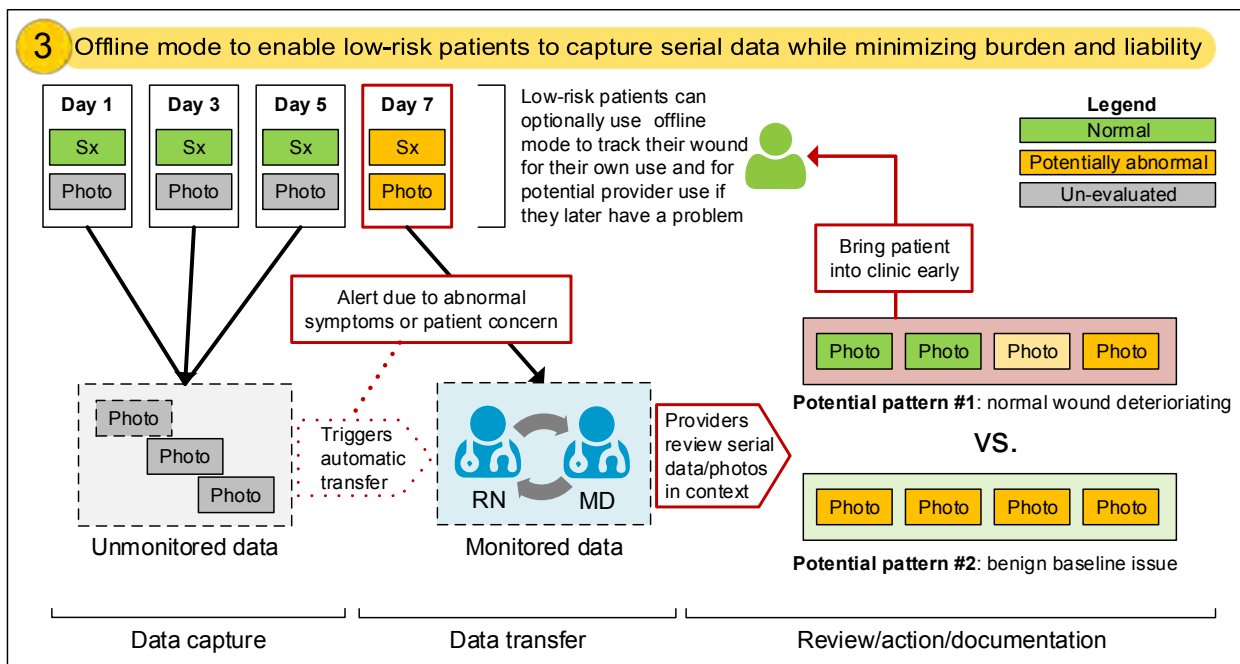 3
Offline mode to enable low-risk patients to capture serial data while minimizing burden and liability
Day 1
Sx
Photo
Day 3
Sx
Photo
Day 5
Sx
Photo
Day 7
Sx
Photo
Low-risk patients can
optionally use offline
mode to track their wound
for their own use and for
potential provider use if
they later have a problem
Legend
Normal
Potentially abnormal
Un-evaluated
Bring patient
into clinic early
Alert due to abnormal
symptoms or patient concern
Photo
Photo
Photo
Unmonitored data
Triggers
automatic
transfer
RN
MD
Monitored data
Providers
review serial
data/photos
in context
Photo
Photo
Photo
Photo
Potential pattern #1: normal wound deteriorating
vs.
Photo
Photo
Photo
Photo
Potential pattern #2: benign baseline issue
Data capture
Data transfer
Review/action/documentation